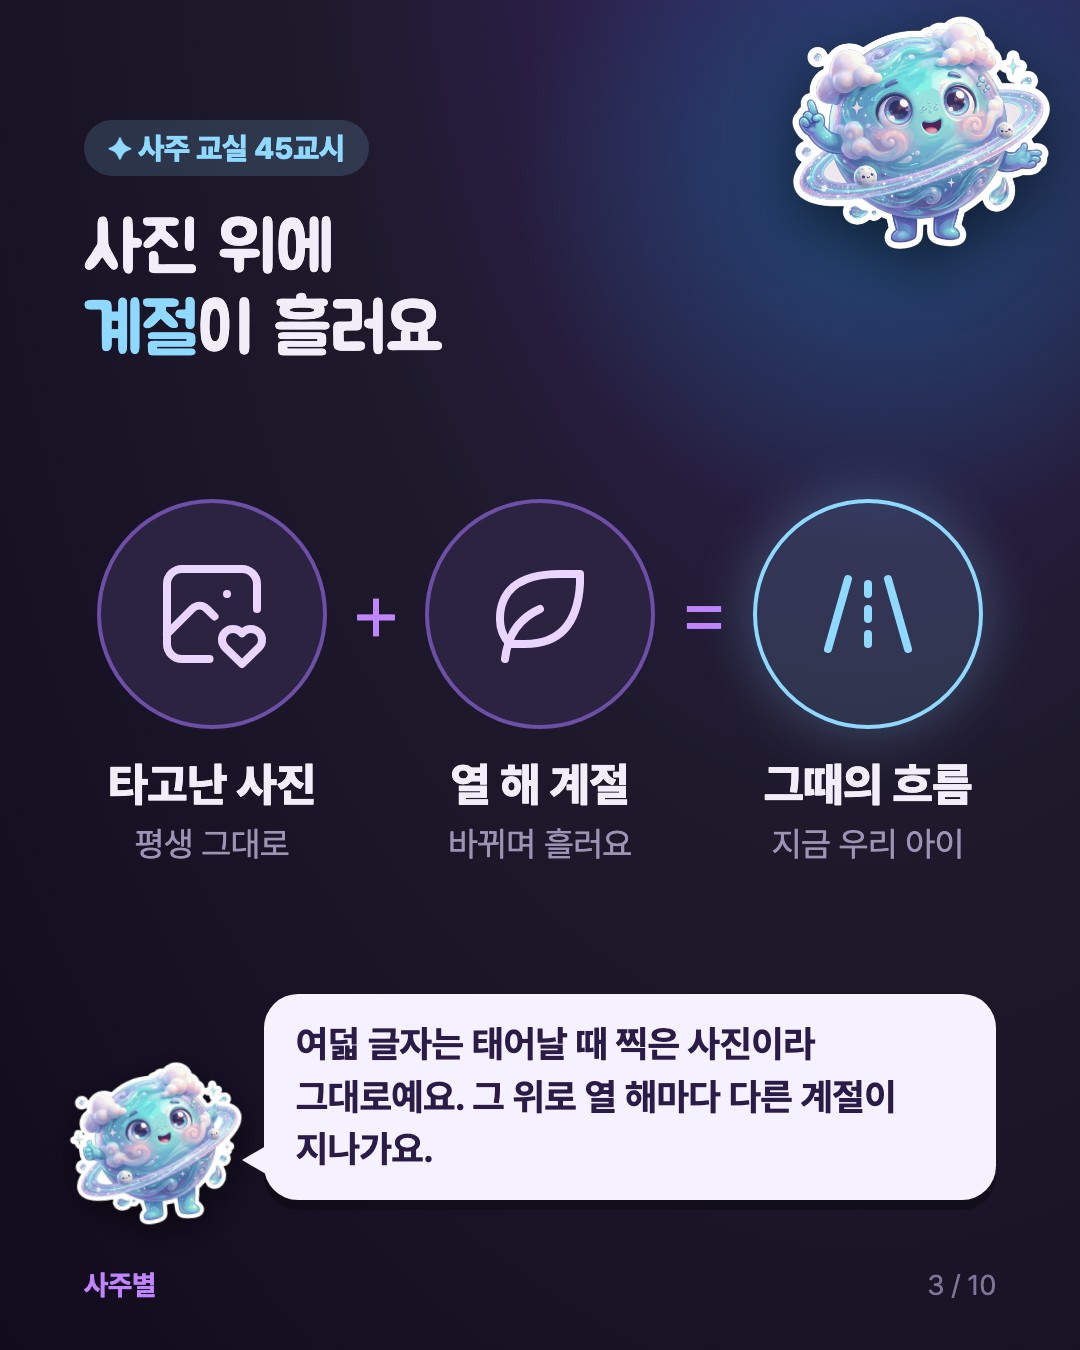 ✦ 사주 교실 45교시
사진 위에
계절이 흘러요
+
=
타고난 사진
열 해 계절
그때의 흐름
평생 그대로
바뀌며 흘러요
지금 우리 아이
여덟 글자는 태어날 때 찍은 사진이라
그대로예요. 그 위로 열 해마다 다른 계절이
지나가요.
사주별
3 / 10